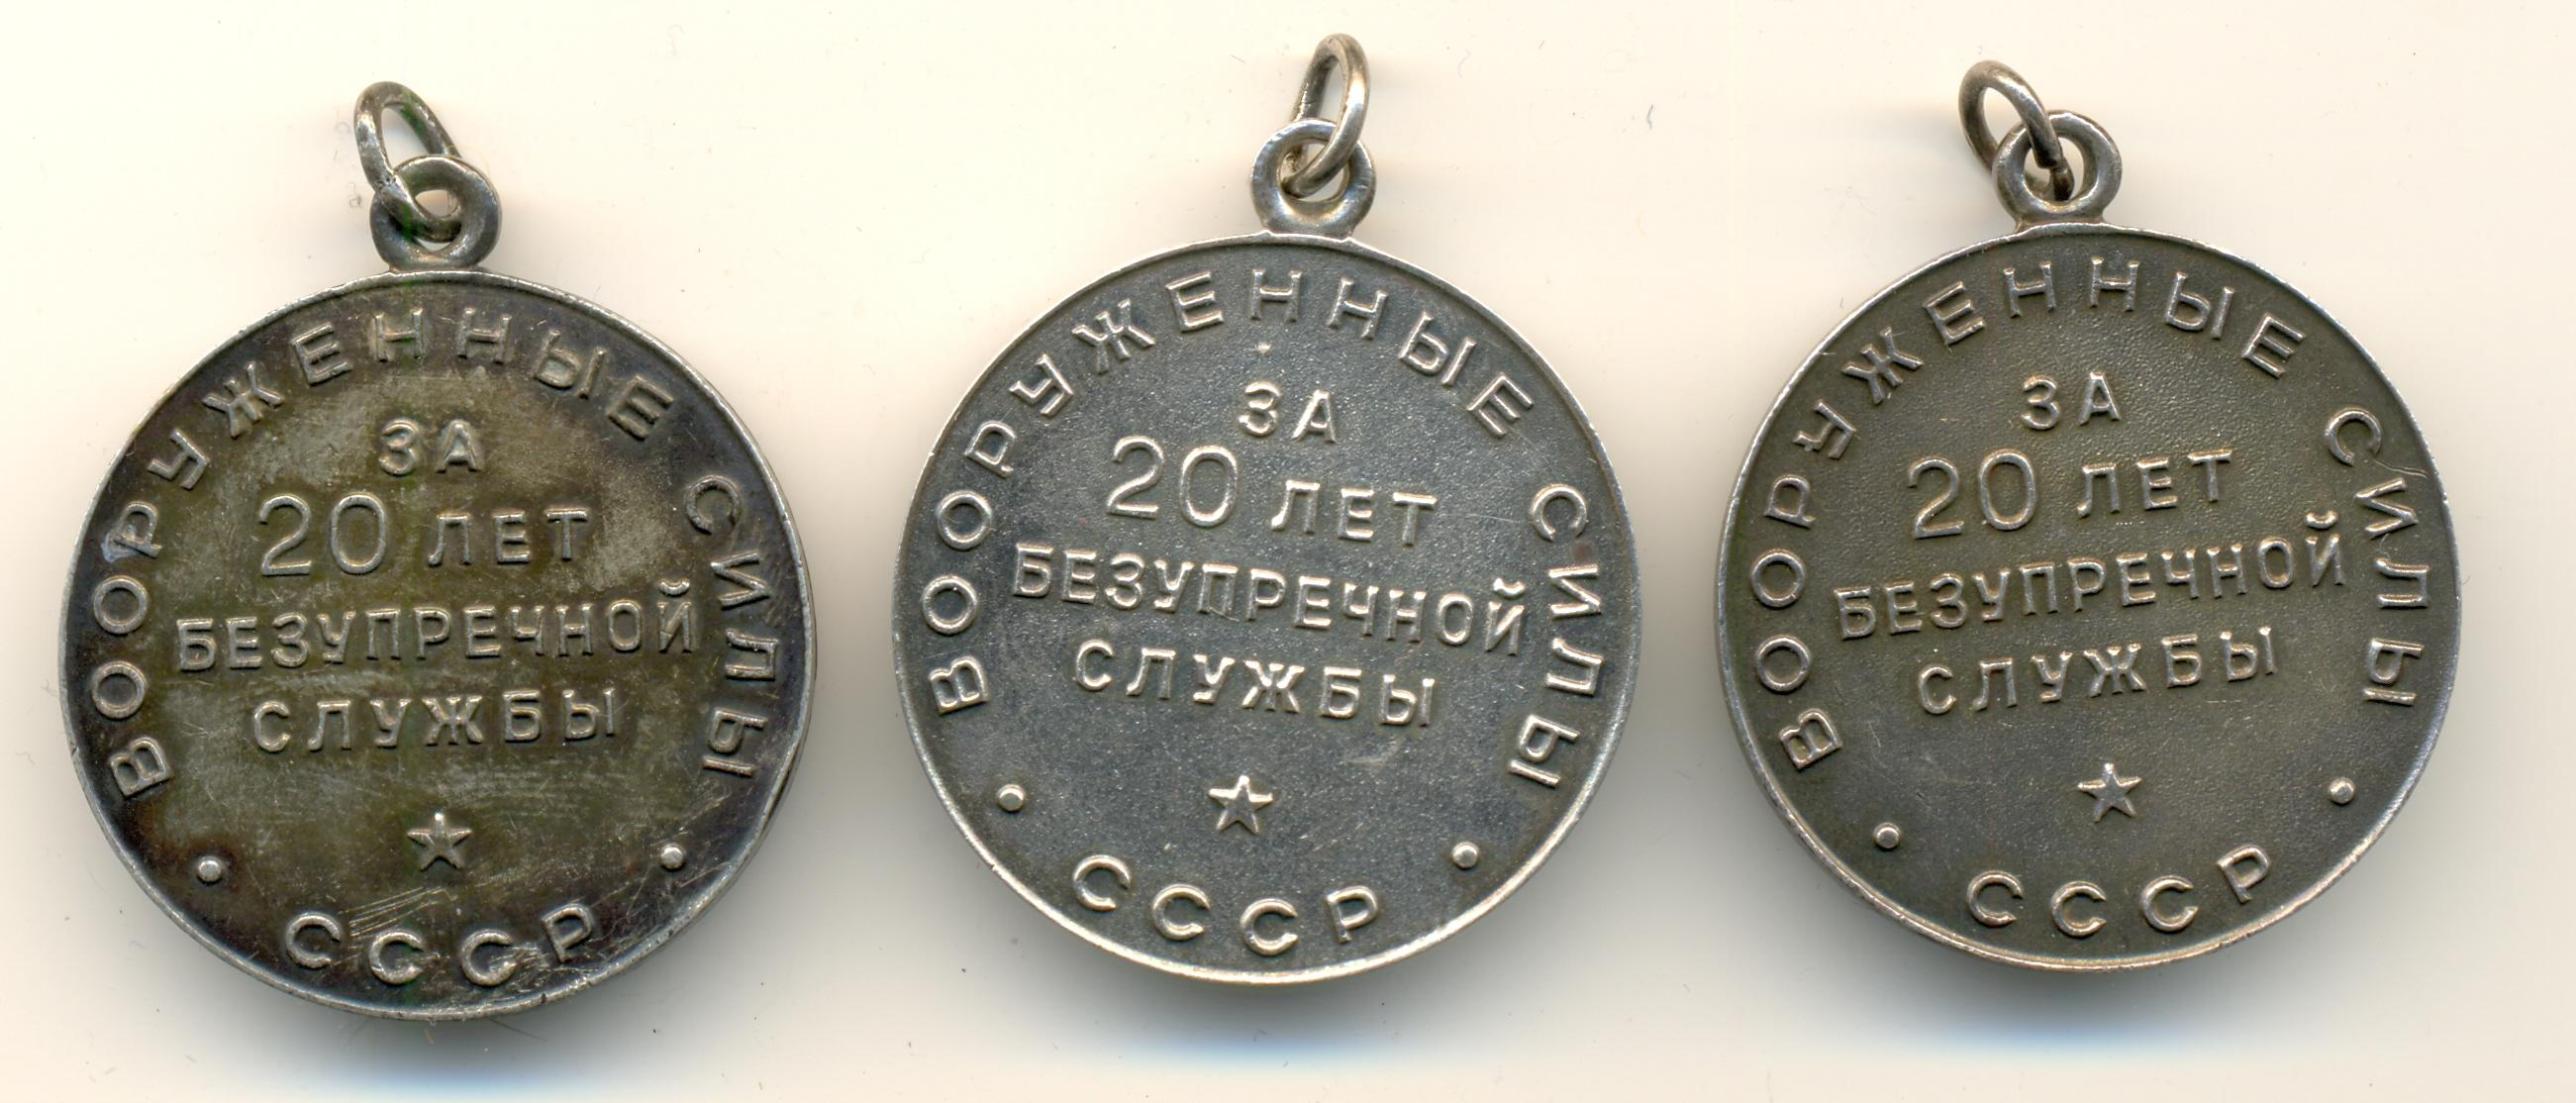 ВООРУЖЕННЫЕ СИЛЫ
ЗА
20 ЛЕТ
БЕЗУПРЕЧНОЙ
СЛУЖБЫ
• СССР •
ВООРУЖЕННЫЕ СИЛЫ
ЗА
20 ЛЕТ
БЕЗУПРЕЧНОЙ
СЛУЖБЫ
• СССР •
ВООРУЖЕННЫЕ СИЛЫ
ЗА
20 ЛЕТ
БЕЗУПРЕЧНОЙ
СЛУЖБЫ
• СССР •